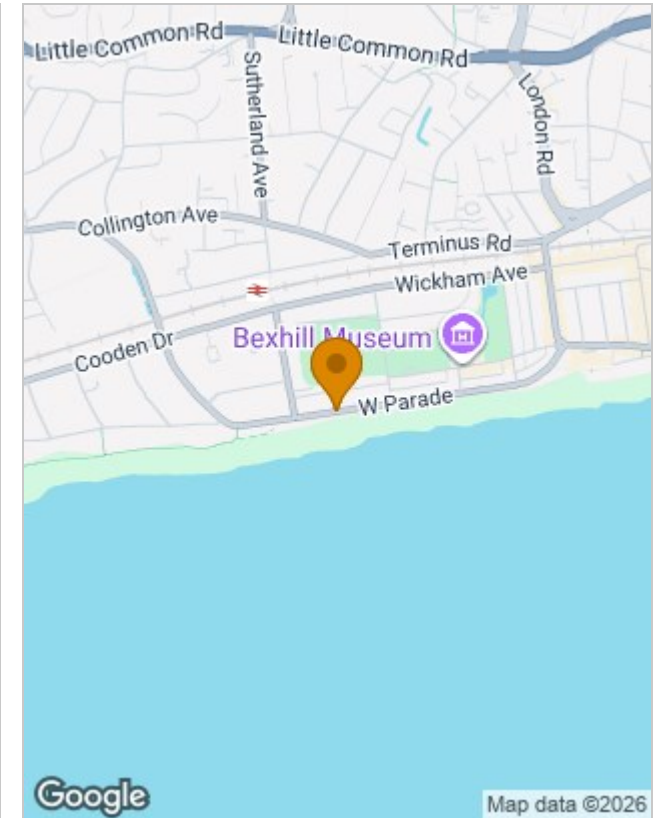 Little Common Rd
Little Common Rd
Sutherland Ave
London Rd
Collington Ave
Terminus Rd
Wickham Ave
Bexhill Museum
Cooden Dr
W Parade
Google
Map data ©2026